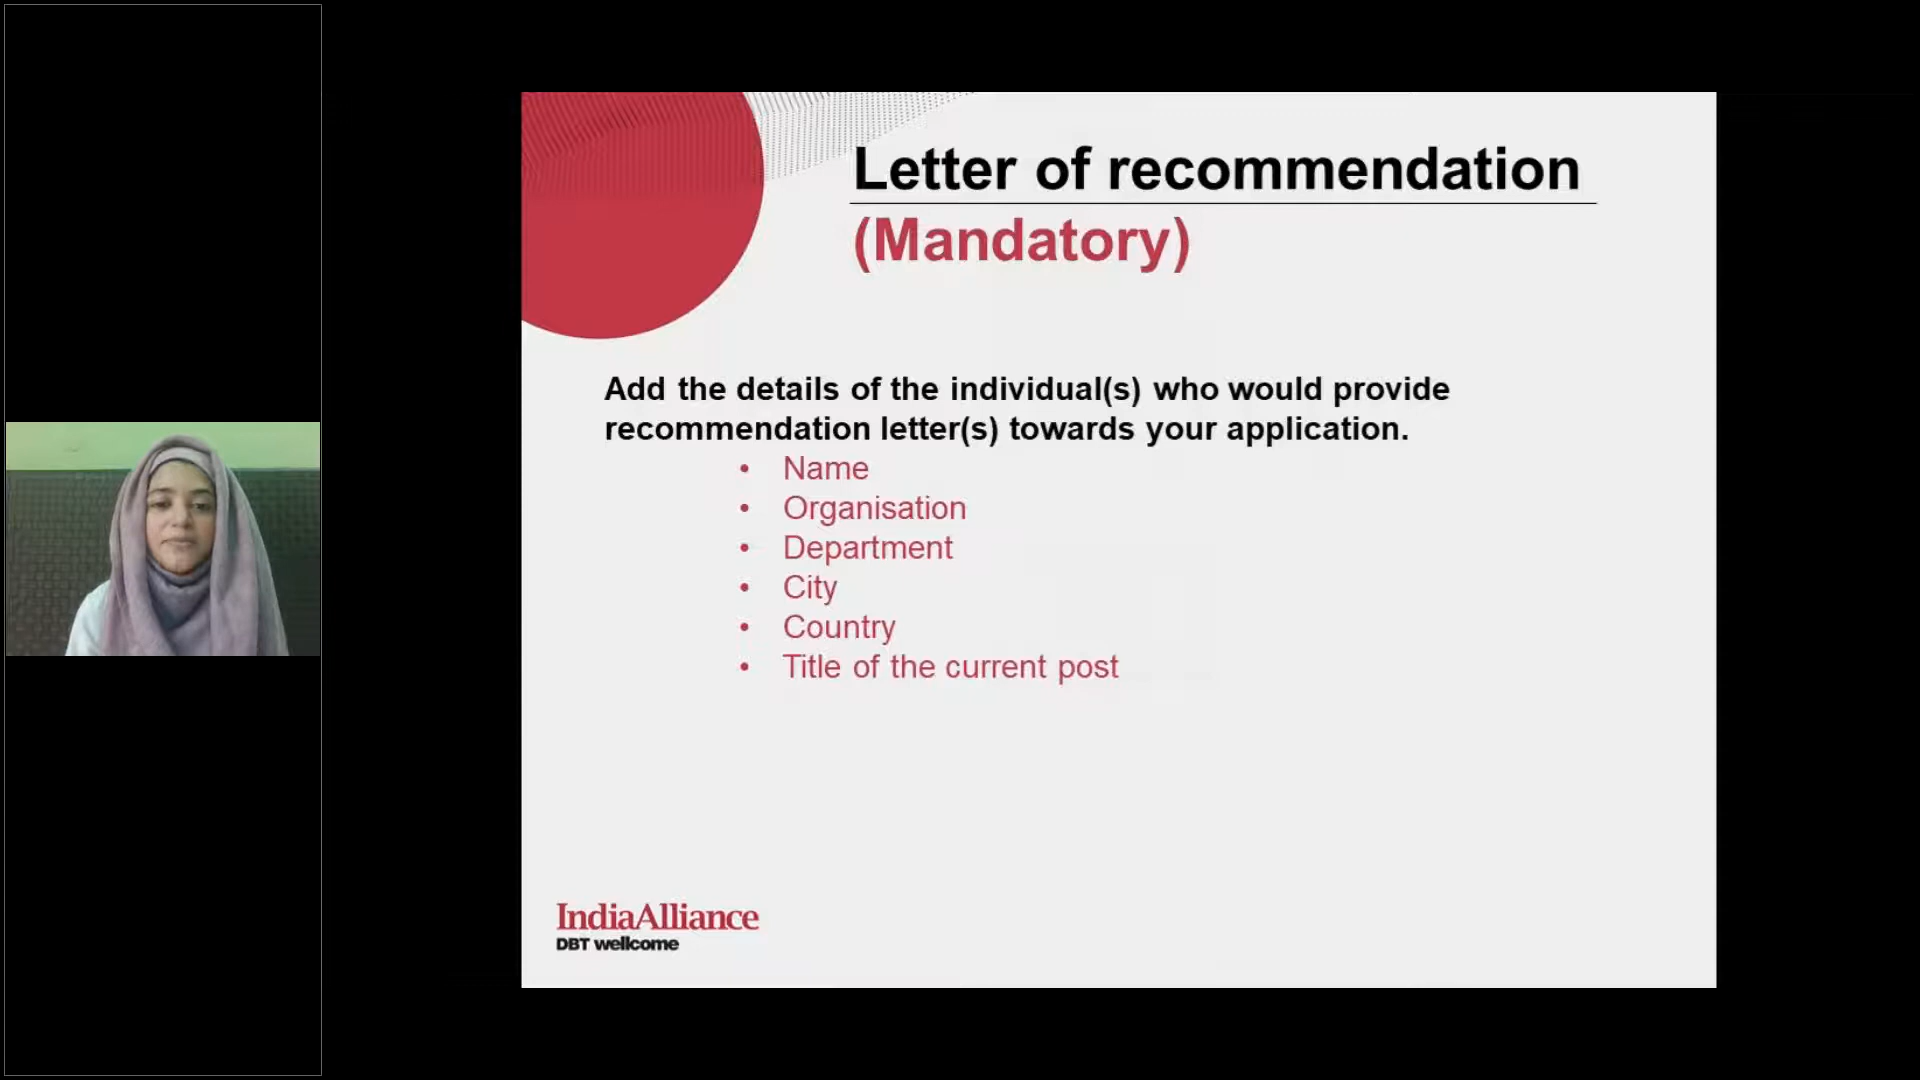 Letter of recommendation
(Mandatory)
Add the details of the individual(s) who would provide
recommendation letter(s) towards your application.
• Name
• Organisation
• Department
• City
• Country
• Title of the current post
IndiaAlliance
DBT wellcome